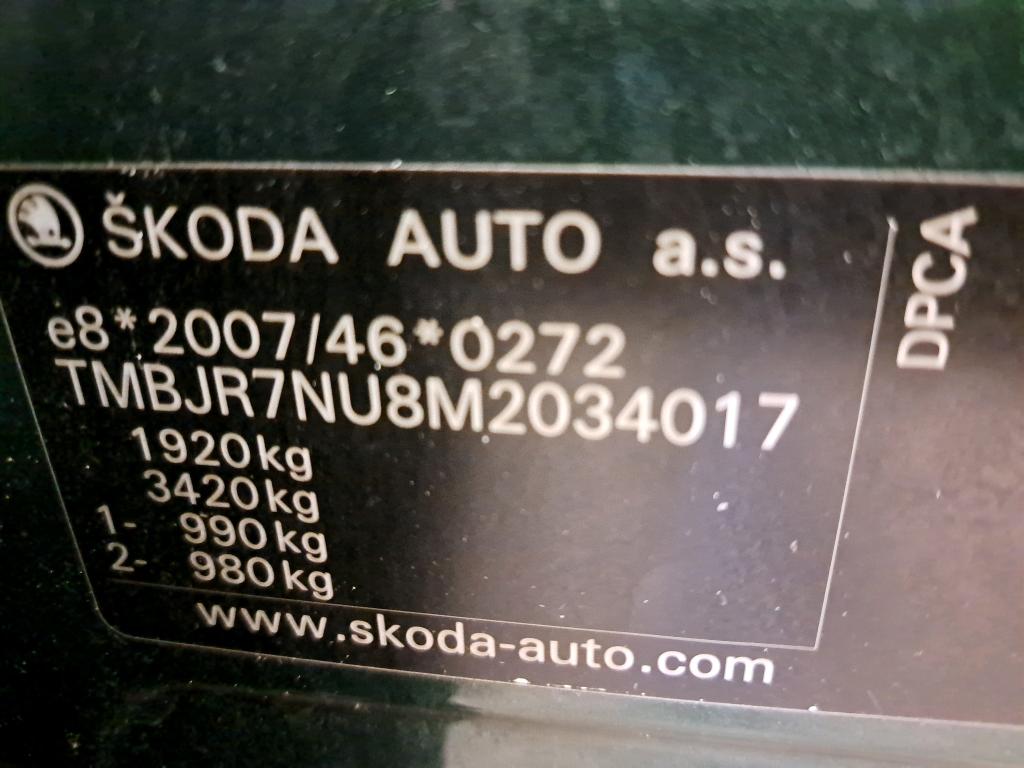 ŠKODA AUTO a.s.
e8*2007/46*0272
TMBJR7NU8M2034017
1920kg
3420kg
1- 990kg
2- 980kg
www.skoda-auto.com
DPCA